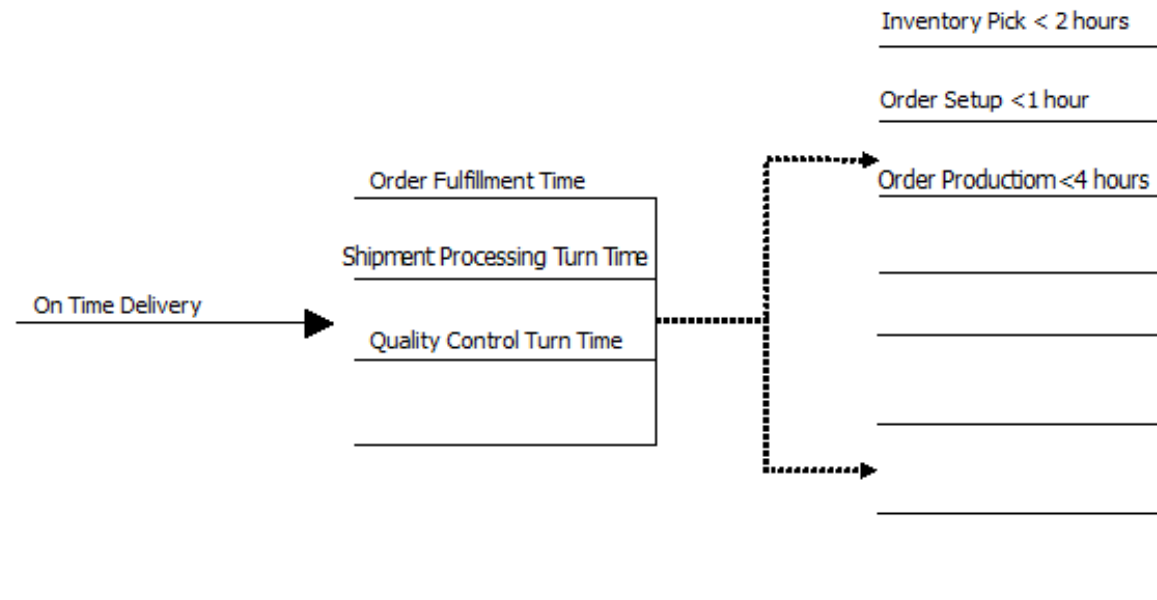 Inventory Pick < 2 hours
Order Setup <1 hour
Order Productiom<4 hours
Order Fulfillment Time
Shipment Processing Turn Time
Quality Control Turn Time
On Time Delivery